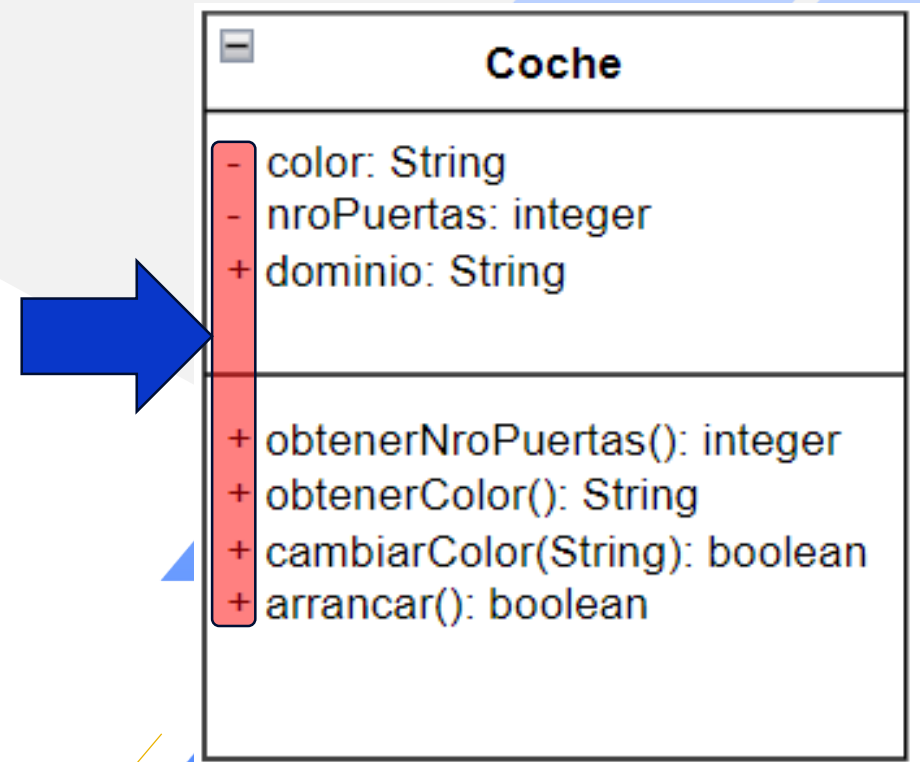 Coche
- color: String
- nroPuertas: integer
+ dominio: String
+ obtenerNroPuertas(): integer
+ obtenerColor(): String
+ cambiarColor(String): boolean
+ arrancar(): boolean